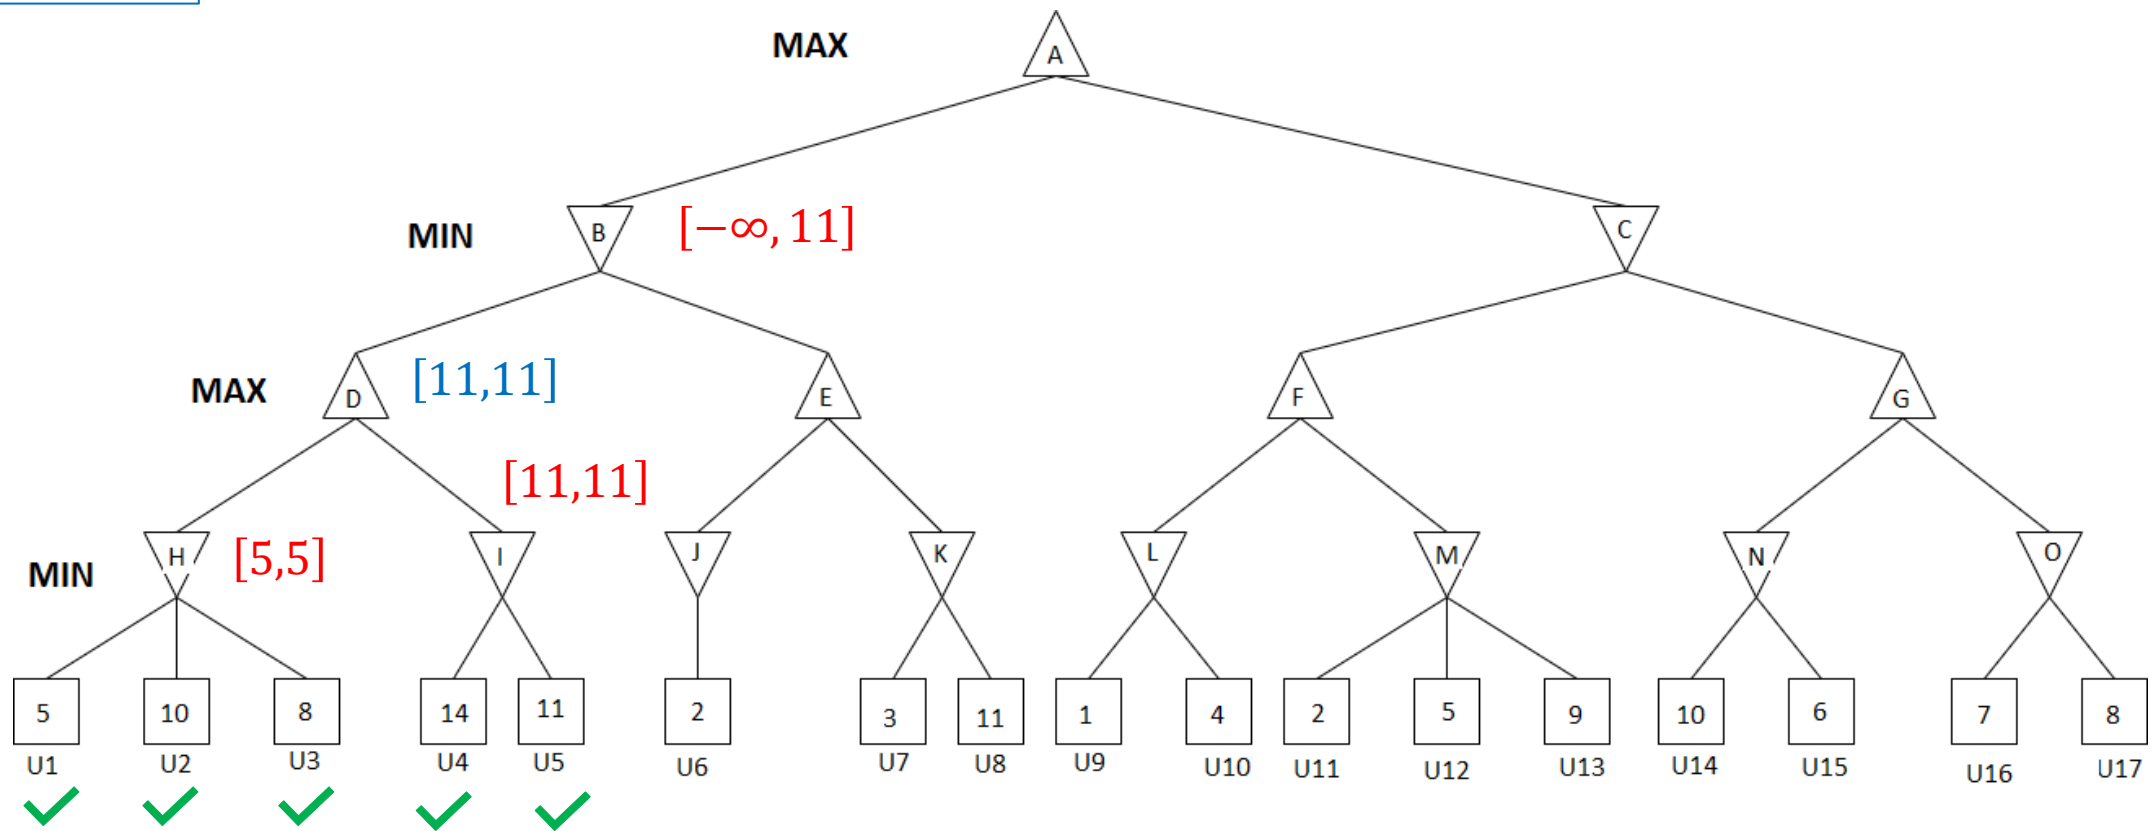 MAX A
MIN B [−∞, 11] C
MAX D [11,11] E F G
[11,11]
MIN H [5,5] I J K L M N O
5 10 8 14 11 2 3 11 1 4 2 5 9 10 6 7 8
U1 U2 U3 U4 U5 U6 U7 U8 U9 U10 U11 U12 U13 U14 U15 U16 U17